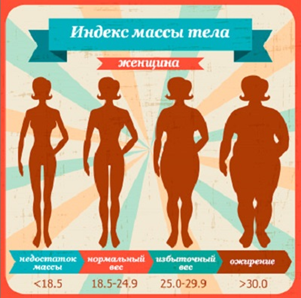 Индекс массы тела
женщина
недостаток массы
нормальный вес
избыточный вес
ожирение
<18.5
18.5-24.9
25.0-29.9
>30.0